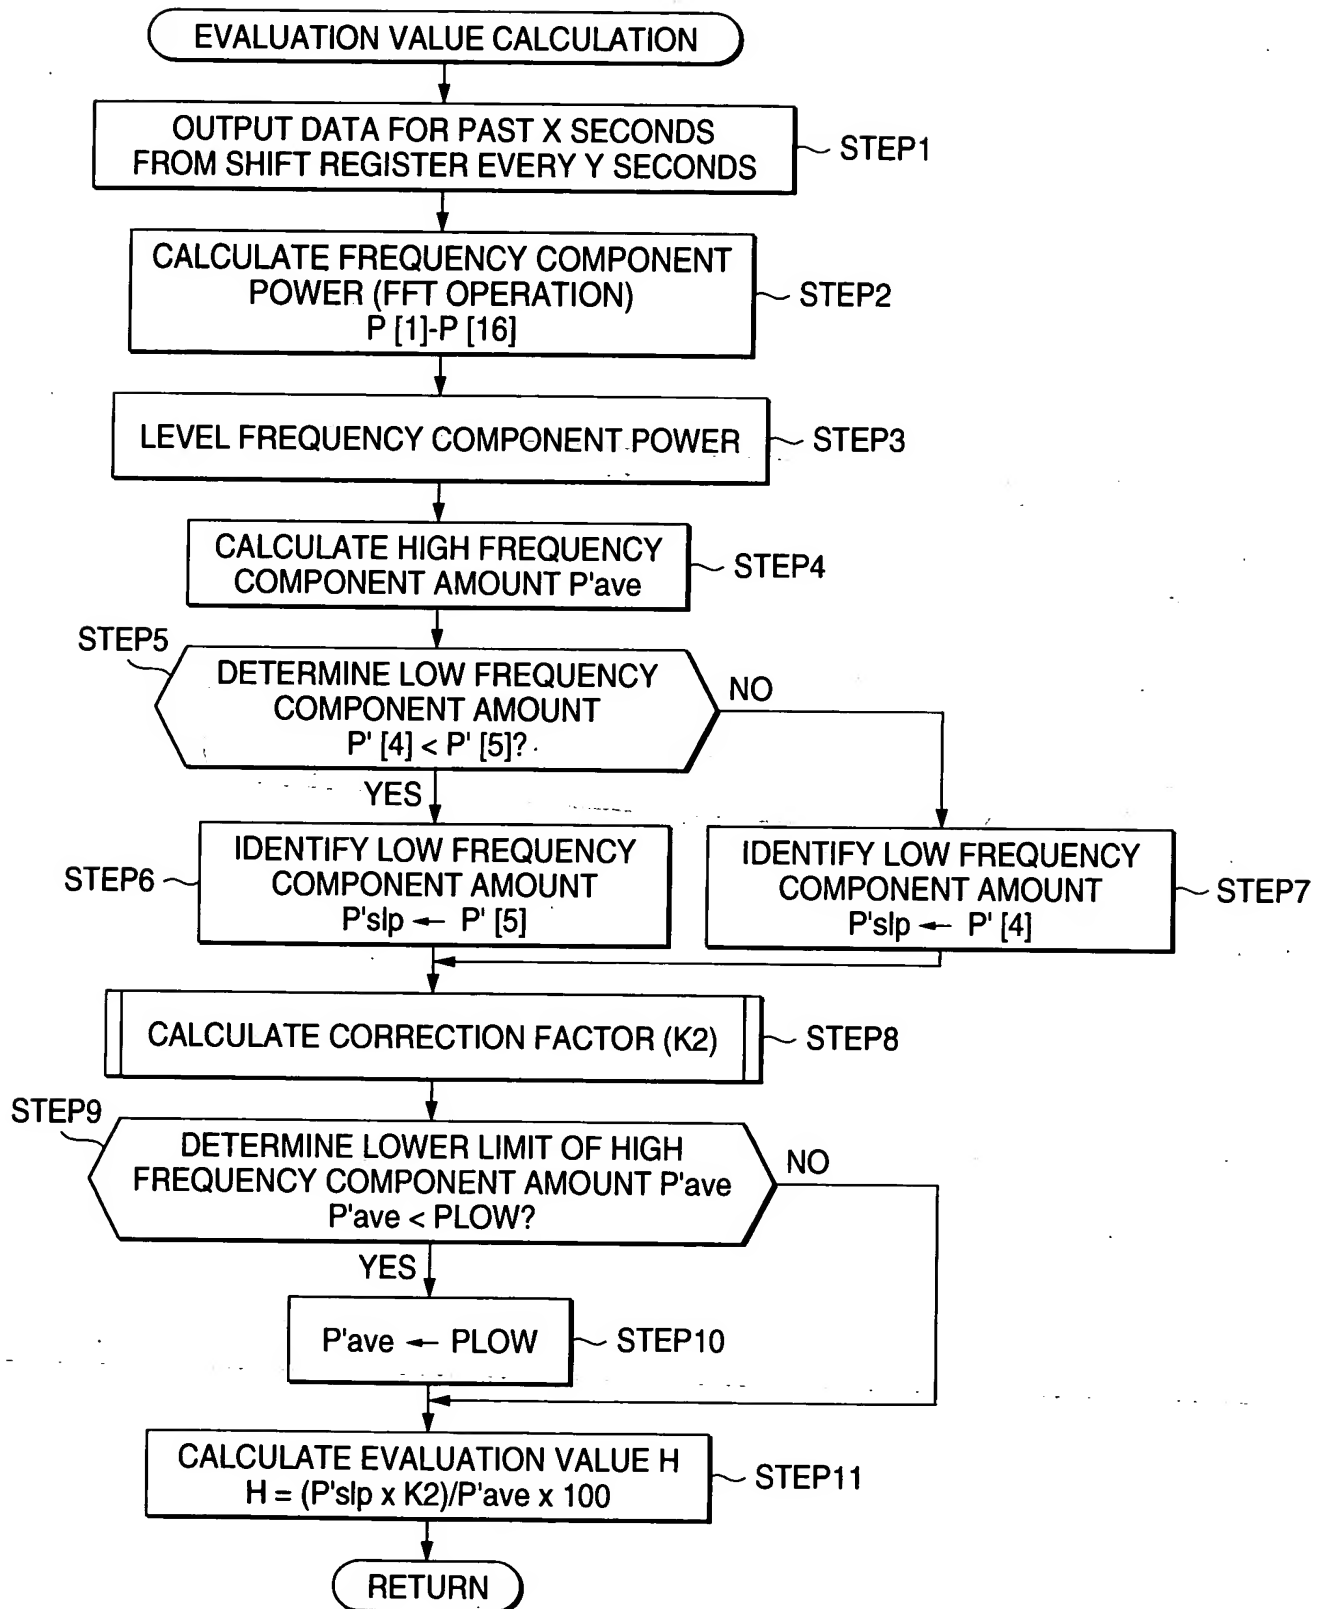 EVALUATION VALUE CALCULATION
OUTPUT DATA FOR PAST X SECONDS
FROM SHIFT REGISTER EVERY Y SECONDS
STEP1
CALCULATE FREQUENCY COMPONENT
POWER (FFT OPERATION)
P [1]-P [16]
STEP2
LEVEL FREQUENCY COMPONENT POWER
STEP3
CALCULATE HIGH FREQUENCY
COMPONENT AMOUNT P'ave
STEP4
STEP5
DETERMINE LOW FREQUENCY
COMPONENT AMOUNT
P' [4] < P' [5]?
NO
YES
IDENTIFY LOW FREQUENCY
COMPONENT AMOUNT
P'slp ← P' [5]
STEP6
IDENTIFY LOW FREQUENCY
COMPONENT AMOUNT
P'slp ← P' [4]
STEP7
CALCULATE CORRECTION FACTOR (K2)
STEP8
STEP9
DETERMINE LOWER LIMIT OF HIGH
FREQUENCY COMPONENT AMOUNT P'ave
P'ave < PLOW?
NO
YES
P'ave ← PLOW
STEP10
CALCULATE EVALUATION VALUE H
H = (P'slp x K2)/P'ave x 100
STEP11
RETURN